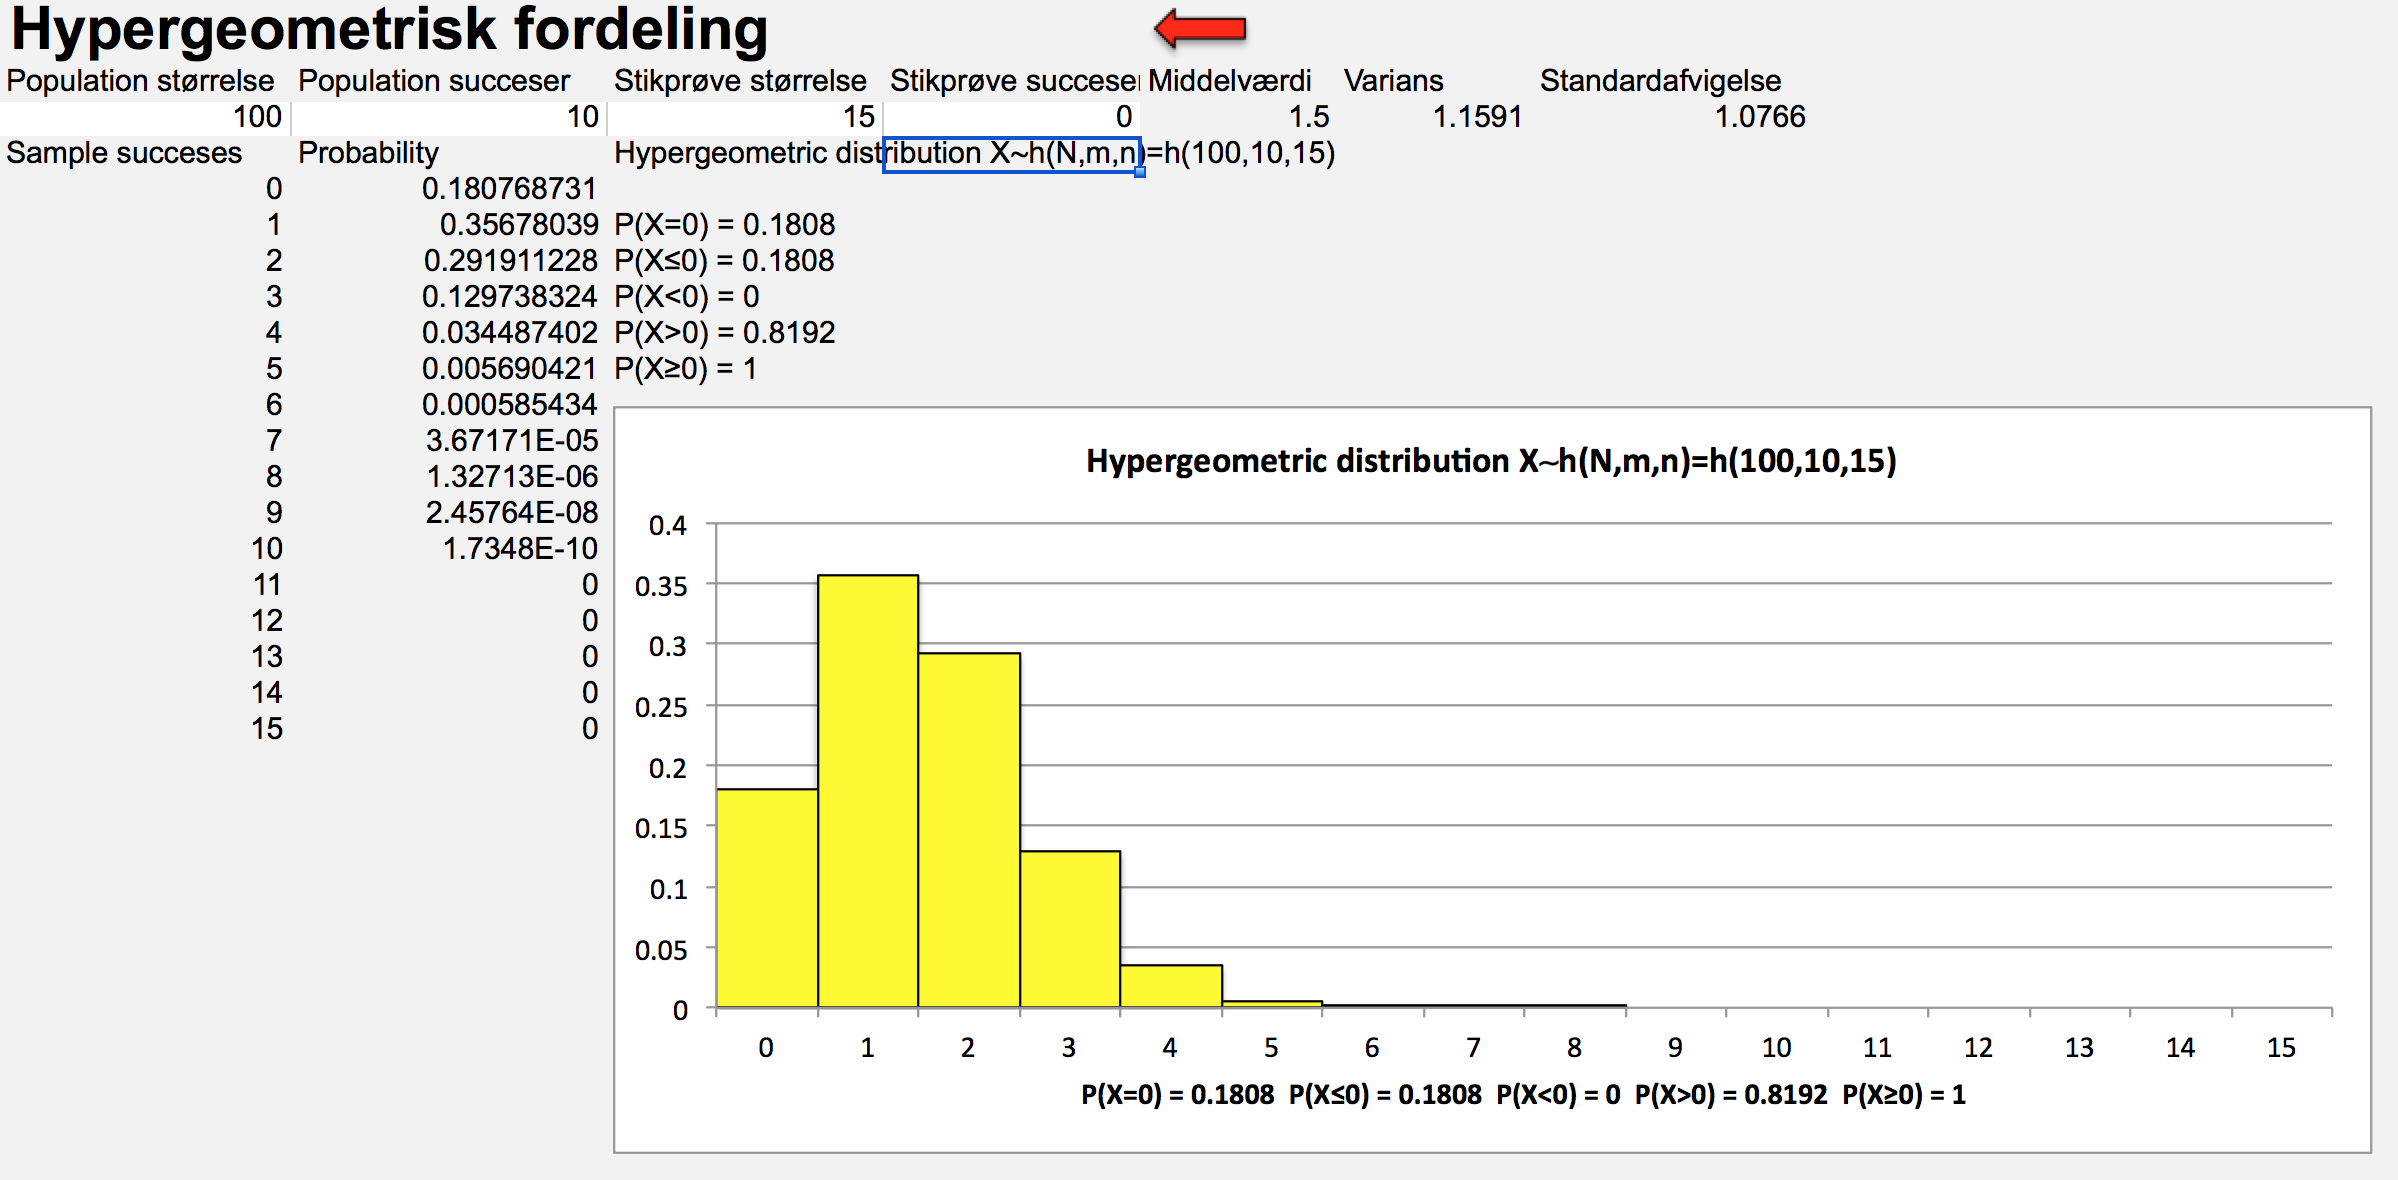 Hypergeometrisk fordeling
Population størrelse Population succeser Stikprøve størrelse Stikprøve succeser Middelværdi Varians Standardafvigelse
100 10 15 0 1.5 1.1591 1.0766
Sample succeses Probability Hypergeometric distribution X~h(N,m,n)=h(100,10,15)
0 0.180768731
1 0.35678039 P(X=0) = 0.1808
2 0.291911228 P(X≤0) = 0.1808
3 0.129738324 P(X<0) = 0
4 0.034487402 P(X>0) = 0.8192
5 0.005690421 P(X≥0) = 1
6 0.000585434
7 3.67171E-05
8 1.32713E-06
9 2.45764E-08
10 1.7348E-10
11 0
12 0
13 0
14 0
15 0
Hypergeometric distribution X~h(N,m,n)=h(100,10,15)
0.4
0.35
0.3
0.25
0.2
0.15
0.1
0.05
0
0 1 2 3 4 5 6 7 8 9 10 11 12 13 14 15
P(X=0) = 0.1808 P(X≤0) = 0.1808 P(X<0) = 0 P(X>0) = 0.8192 P(X≥0) = 1